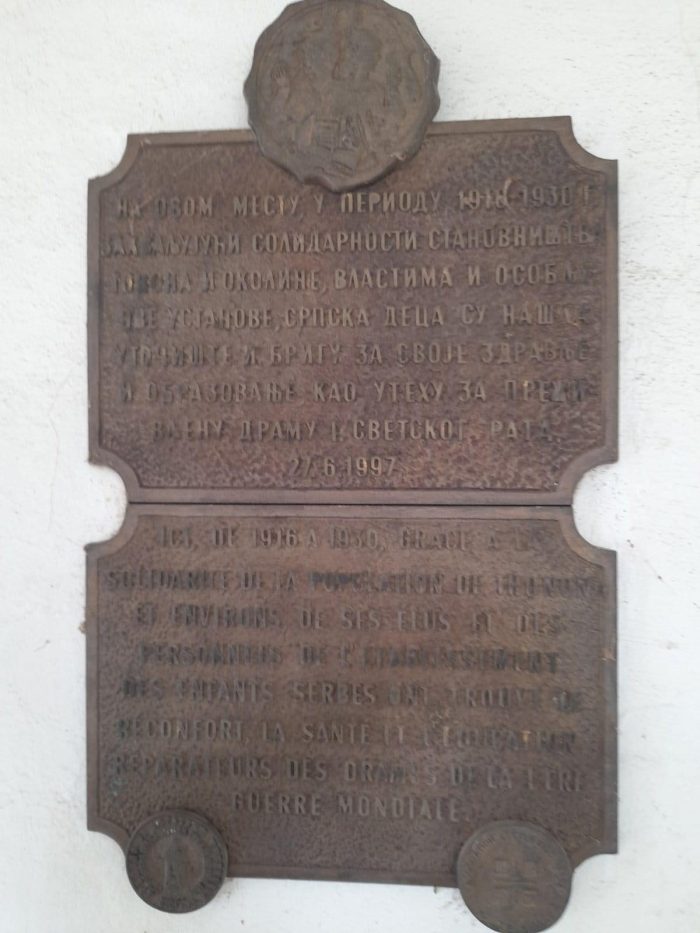 НА ОВОМ МЕСТУ, У ПЕРИОДУ 1916-1930 Г
ЗАХВАЉУЈУЋИ СОЛИДАРНОСТИ СТАНОВНИШТВА
ТОНОНА И ОКОЛИНЕ, ВЛАСТИМА И ОСОБЉУ
ОВЕ УСТАНОВЕ, СРПСКА ДЕЦА СУ НАШЛА
УТОЧИШТЕ И БРИГУ ЗА СВОЈЕ ЗДРАВЉЕ
И ОБРАЗОВАЊЕ КАО УТЕХУ ЗА ПРЕЖИ-
ВЉЕНУ ДРАМУ I СВЕТСКОГ РАТА.
27.6.1997.
ICI, DE 1916 A 1930, GRACE A LA
SOLIDARITE DE LA POPULATION DE THONON
ET ENVIRONS DE SES ELUS ET DES
PERSONNELS DE L'ETABLISSEMENT
DES ENFANTS SERBES ONT TROUVE LE
RECONFORT, LA SANTE ET L'EDUCATION
REPARATEURS DES DRAMES DE LA 1 ERE
GUERRE MONDIALE.